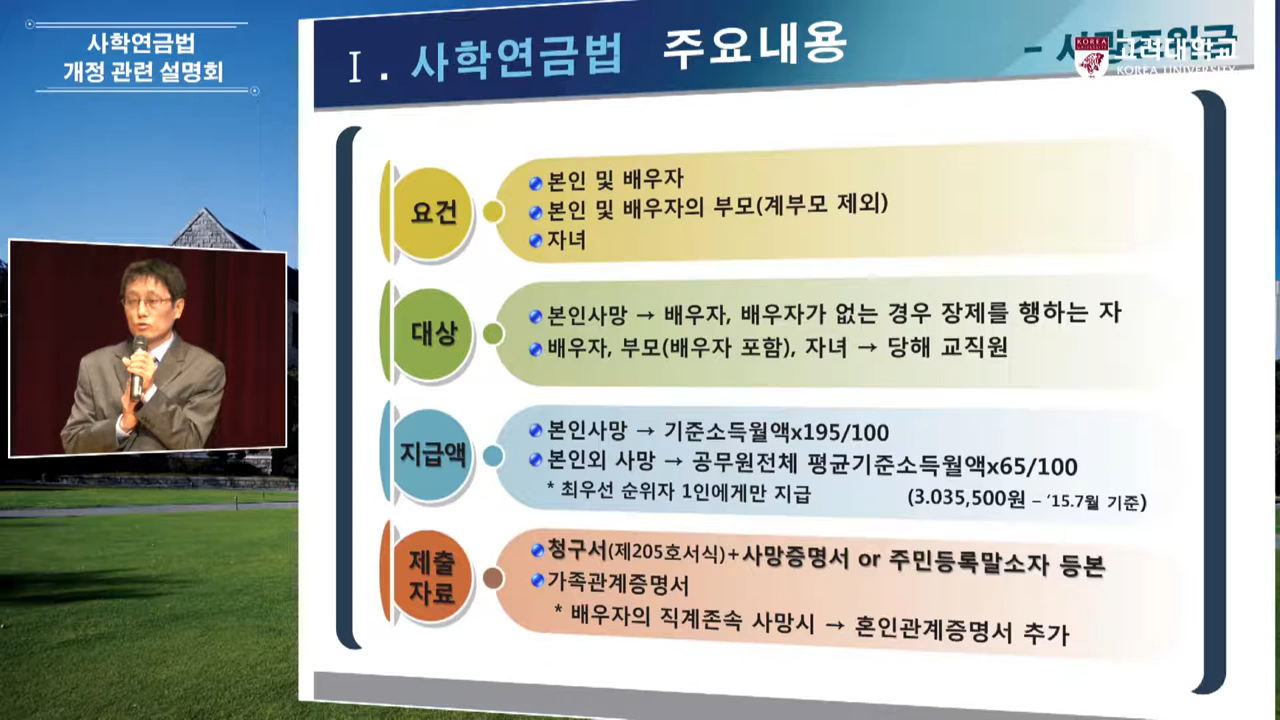 사학연금법
개정 관련 설명회
Ⅰ. 사학연금법 주요내용
KOREA
고려대학교
KOREA UNIVERSITY
요건
본인 및 배우자
본인 및 배우자의 부모(계부모 제외)
자녀
대상
본인사망 → 배우자, 배우자가 없는 경우 장제를 행하는 자
배우자, 부모(배우자 포함), 자녀 → 당해 교직원
지급액
본인사망 → 기준소득월액x195/100
본인외 사망 → 공무원전체 평균기준소득월액x65/100
* 최우선 순위자 1인에게만 지급 (3.035,500원 – ‘15.7월 기준)
제출
자료
청구서(제205호서식)+사망증명서 or 주민등록말소자 등본
가족관계증명서
* 배우자의 직계존속 사망시 → 혼인관계증명서 추가